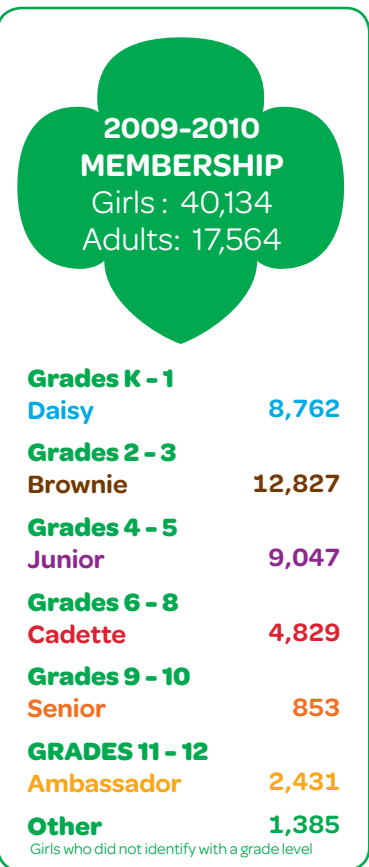 2009-2010
MEMBERSHIP
Girls : 40,134
Adults: 17,564
Grades K - 1
Daisy 8,762
Grades 2 - 3
Brownie 12,827
Grades 4 - 5
Junior 9,047
Grades 6 - 8
Cadette 4,829
Grades 9 - 10
Senior 853
GRADES 11 - 12
Ambassador 2,431
Other 1,385
Girls who did not identify with a grade level